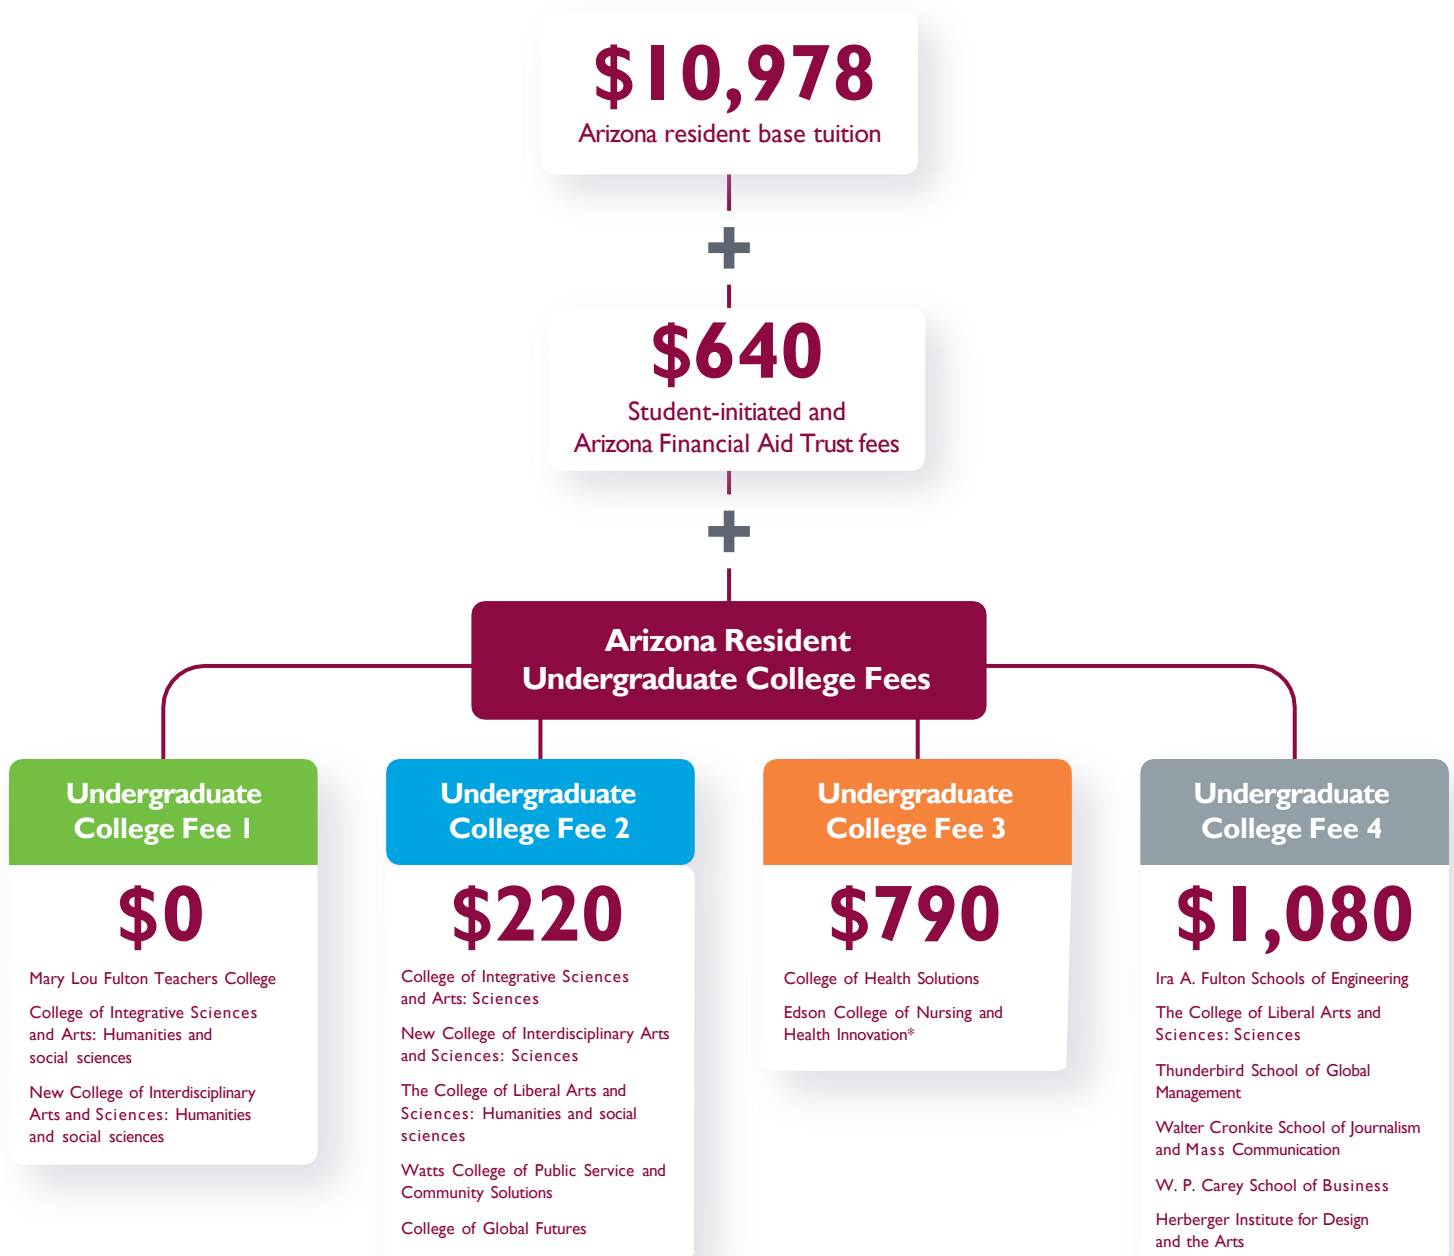 $10,978
Arizona resident base tuition
$640
Student-initiated and
Arizona Financial Aid Trust fees
Arizona Resident
Undergraduate College Fees
Undergraduate
College Fee 1
$0
Mary Lou Fulton Teachers College
College of Integrative Sciences
and Arts: Humanities and
social sciences
New College of Interdisciplinary
Arts and Sciences: Humanities
and social sciences
Undergraduate
College Fee 2
$220
College of Integrative Sciences
and Arts: Sciences
New College of Interdisciplinary Arts
and Sciences: Sciences
The College of Liberal Arts and
Sciences: Humanities and social
sciences
Watts College of Public Service and
Community Solutions
College of Global Futures
Undergraduate
College Fee 3
$790
College of Health Solutions
Edson College of Nursing and
Health Innovation*
Undergraduate
College Fee 4
$1,080
Ira A. Fulton Schools of Engineering
The College of Liberal Arts and
Sciences: Sciences
Thunderbird School of Global
Management
Walter Cronkite School of Journalism
and Mass Communication
W. P. Carey School of Business
Herberger Institute for Design
and the Arts